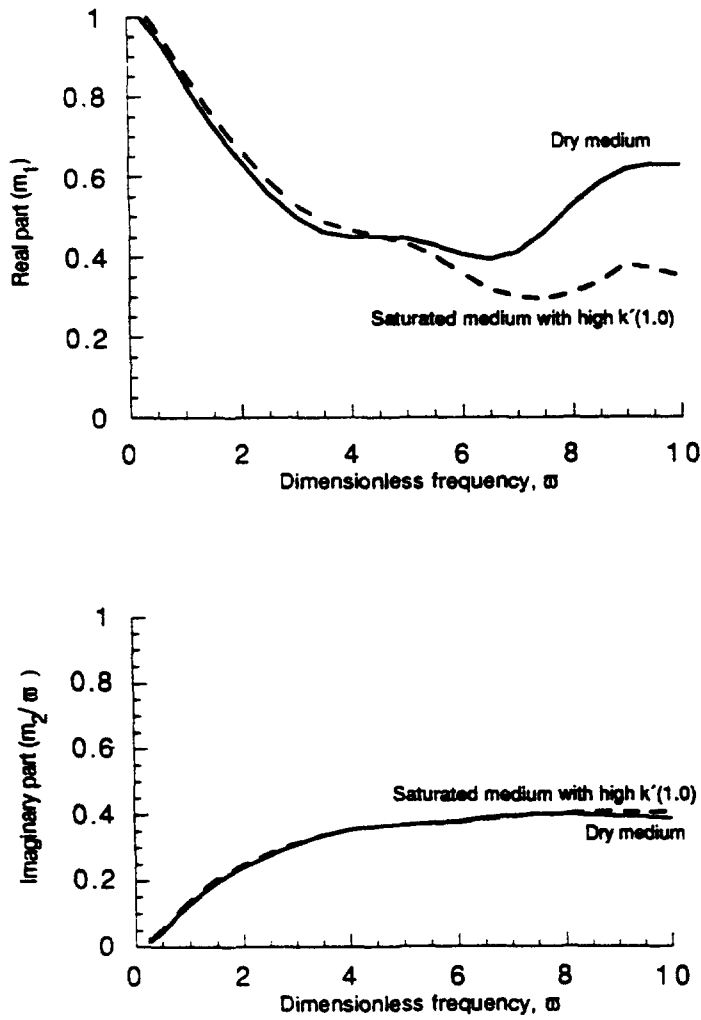 1
0.8
0.6
0.4
0.2
0
Real part (m1)
Dry medium
Saturated medium with high k´(1.0)
0 2 4 6 8 10
Dimensionless frequency, ϖ
1
0.8
0.6
0.4
0.2
0
Imaginary part (m2/ϖ)
Saturated medium with high k´(1.0)
Dry medium
0 2 4 6 8 10
Dimensionless frequency, ϖ